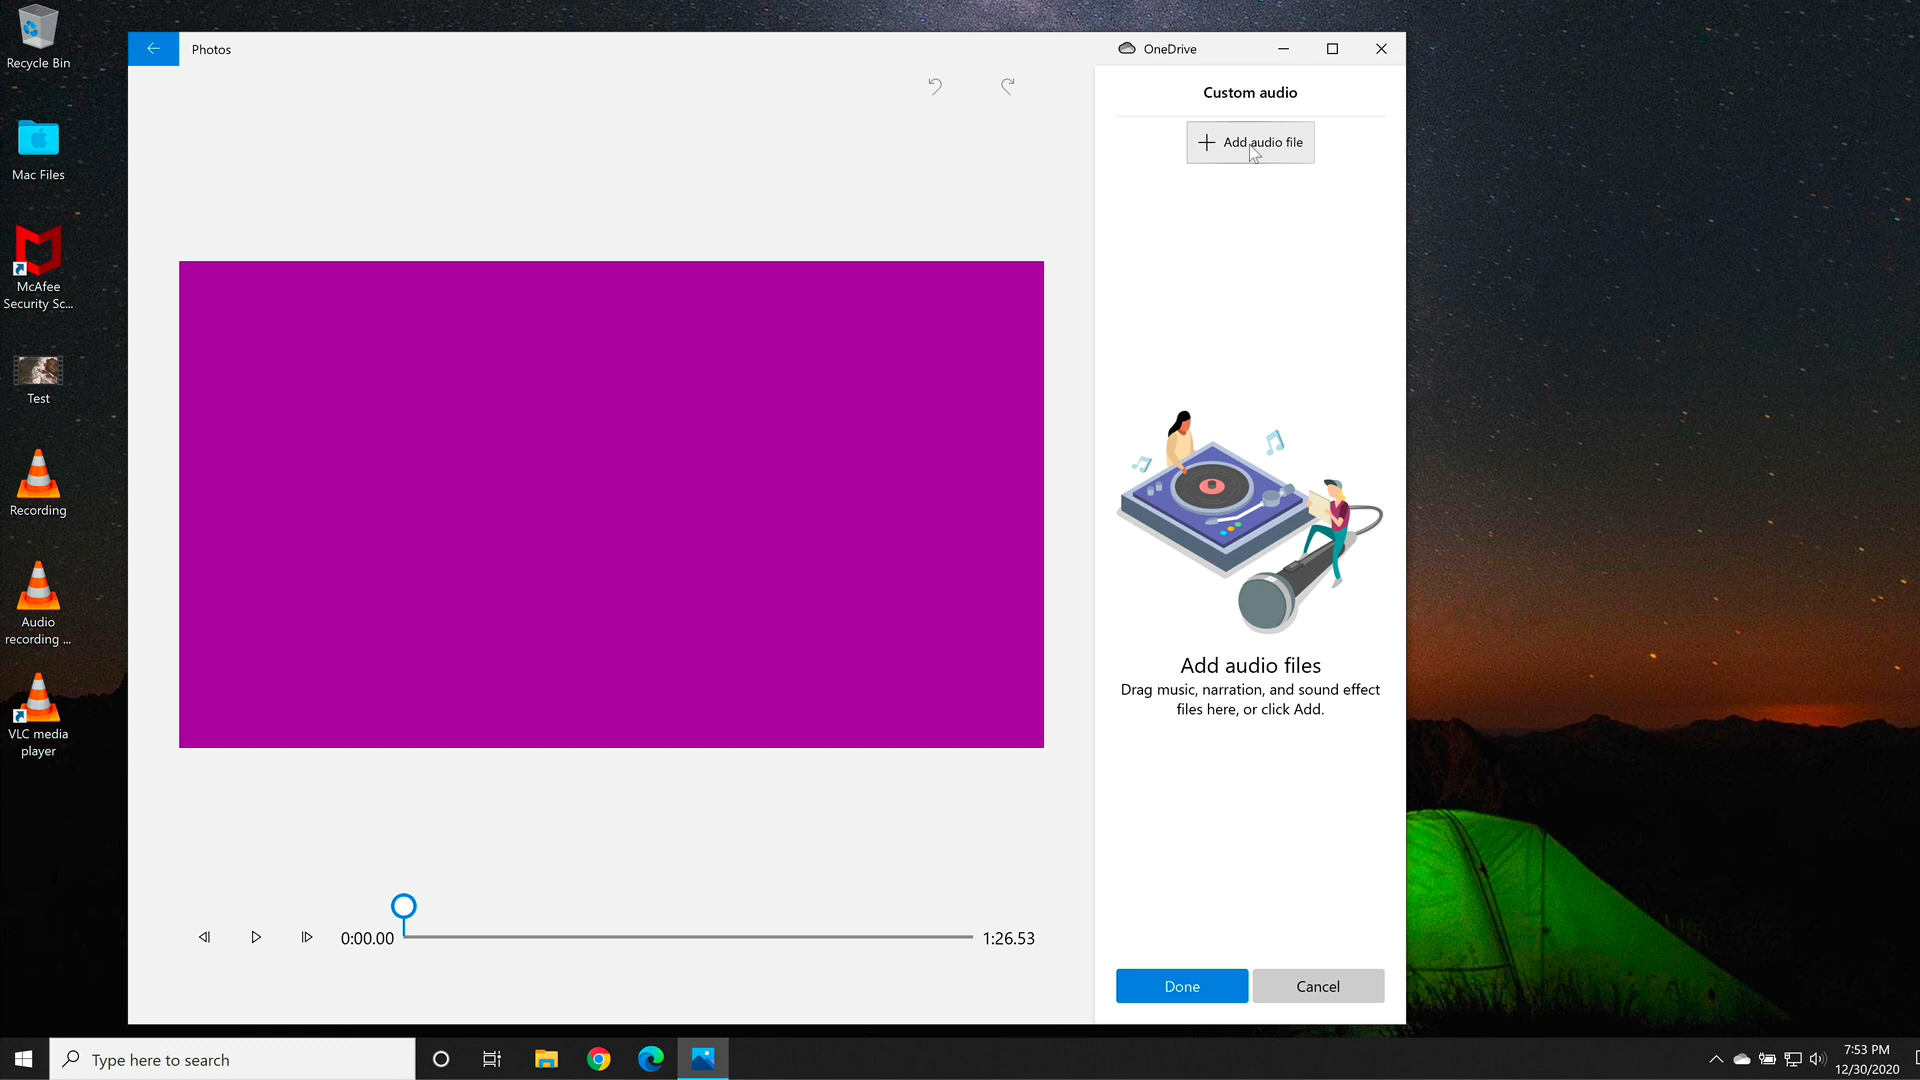 Recycle Bin
Mac Files
McAfee
Security Sc...
Test
Recording
Audio
recording ...
VLC media
player
Photos
OneDrive
Custom audio
Add audio file
Add audio files
Drag music, narration, and sound effect
files here, or click Add.
0:00.00
1:26.53
Done
Cancel
Type here to search
7:53 PM
12/30/2020